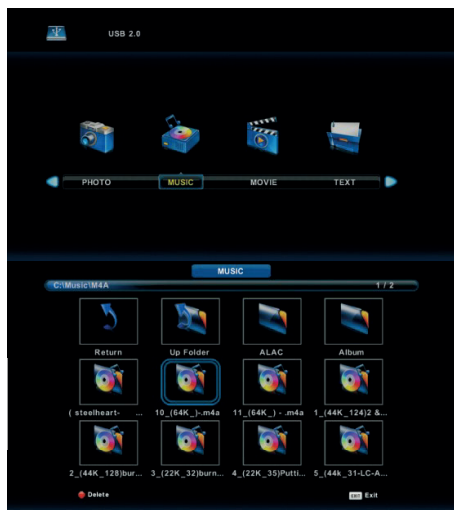 USB 2.0
PHOTO MUSIC MOVIE TEXT
MUSIC
C:\Music\M4A 1 / 2
Return Up Folder ALAC Album
( steelheart- ... 10_(64K_)-.m4a 11_(64K_) - .m4a 1_(44K_124)2 &...
2_(44K_128)bur... 3_(22K_32)burn... 4_(22K_35)Putti... 5_(44k_31-LC-A...
Delete EXIT Exit